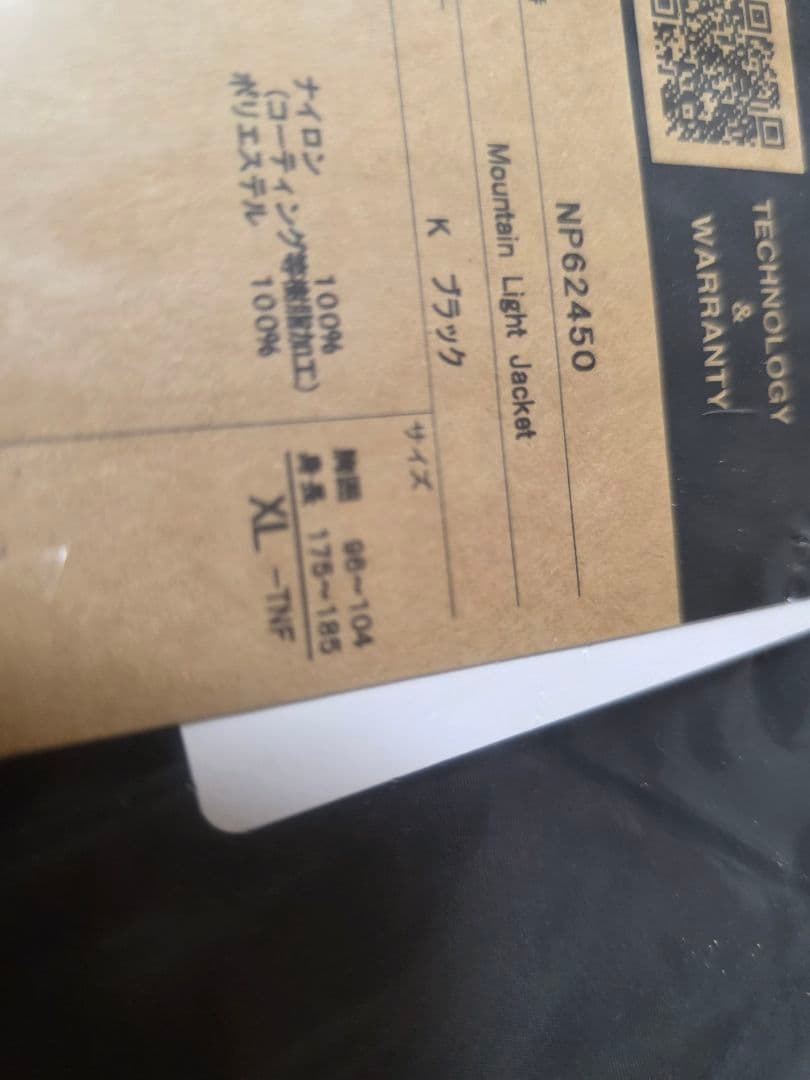 TECHNOLOGY
&
WARRANTY
NP62450
Mountain Light Jacket
K ブラック
ナイロン 100%
(コーティング等樹脂加工)
ポリエステル 100%
サイズ
胸囲 96〜104
身長 175〜185
XL -TNF